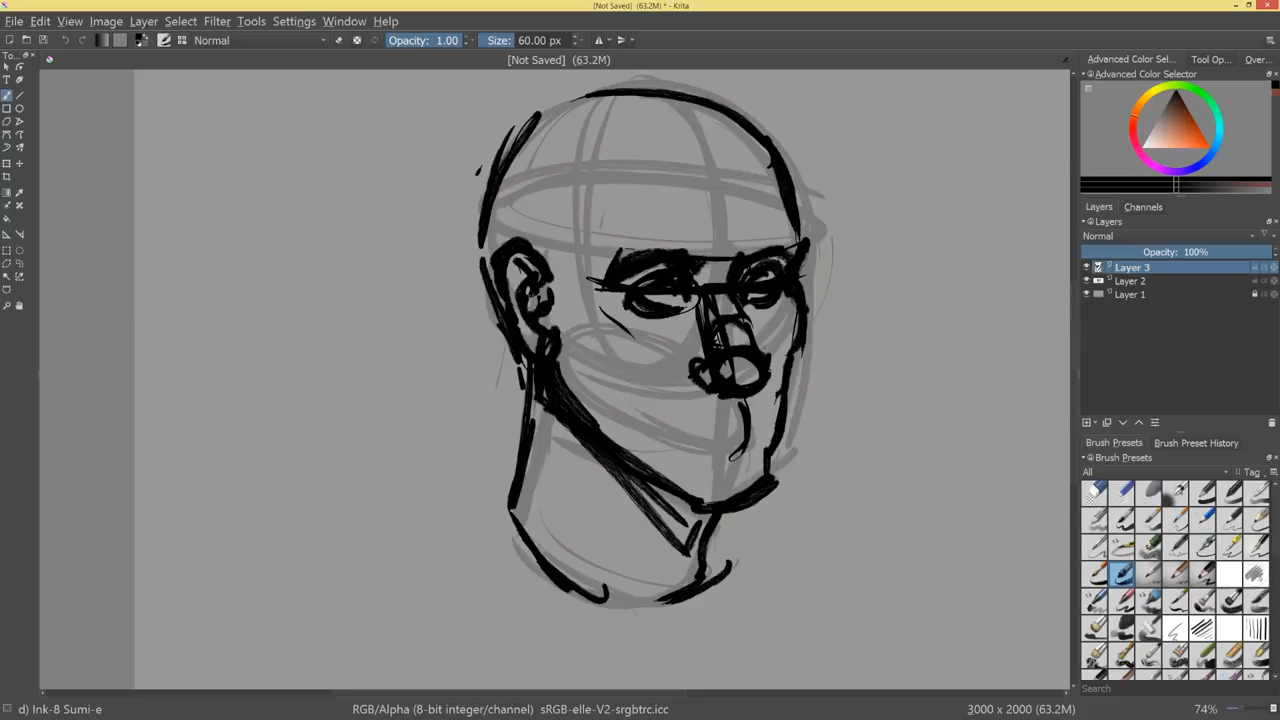 [Not Saved]  (63.2M) * - Krita
File Edit View Image Layer Select Filter Tools Settings Window Help
Normal Opacity: 1.00 Size: 60.00 px
To...
[Not Saved]  (63.2M)
Advanced Color Sel... Tool Op... Over...
Advanced Color Selector
Layers Channels
Layers
Normal
Opacity: 100%
Layer 3
Layer 2
Layer 1
Brush Presets Brush Preset History
Brush Presets
All Tag
Search
d) Ink-8 Sumi-e RGB/Alpha (8-bit integer/channel)  sRGB-elle-V2-srgbtrc.icc 3000 x 2000 (63.2M) 74%